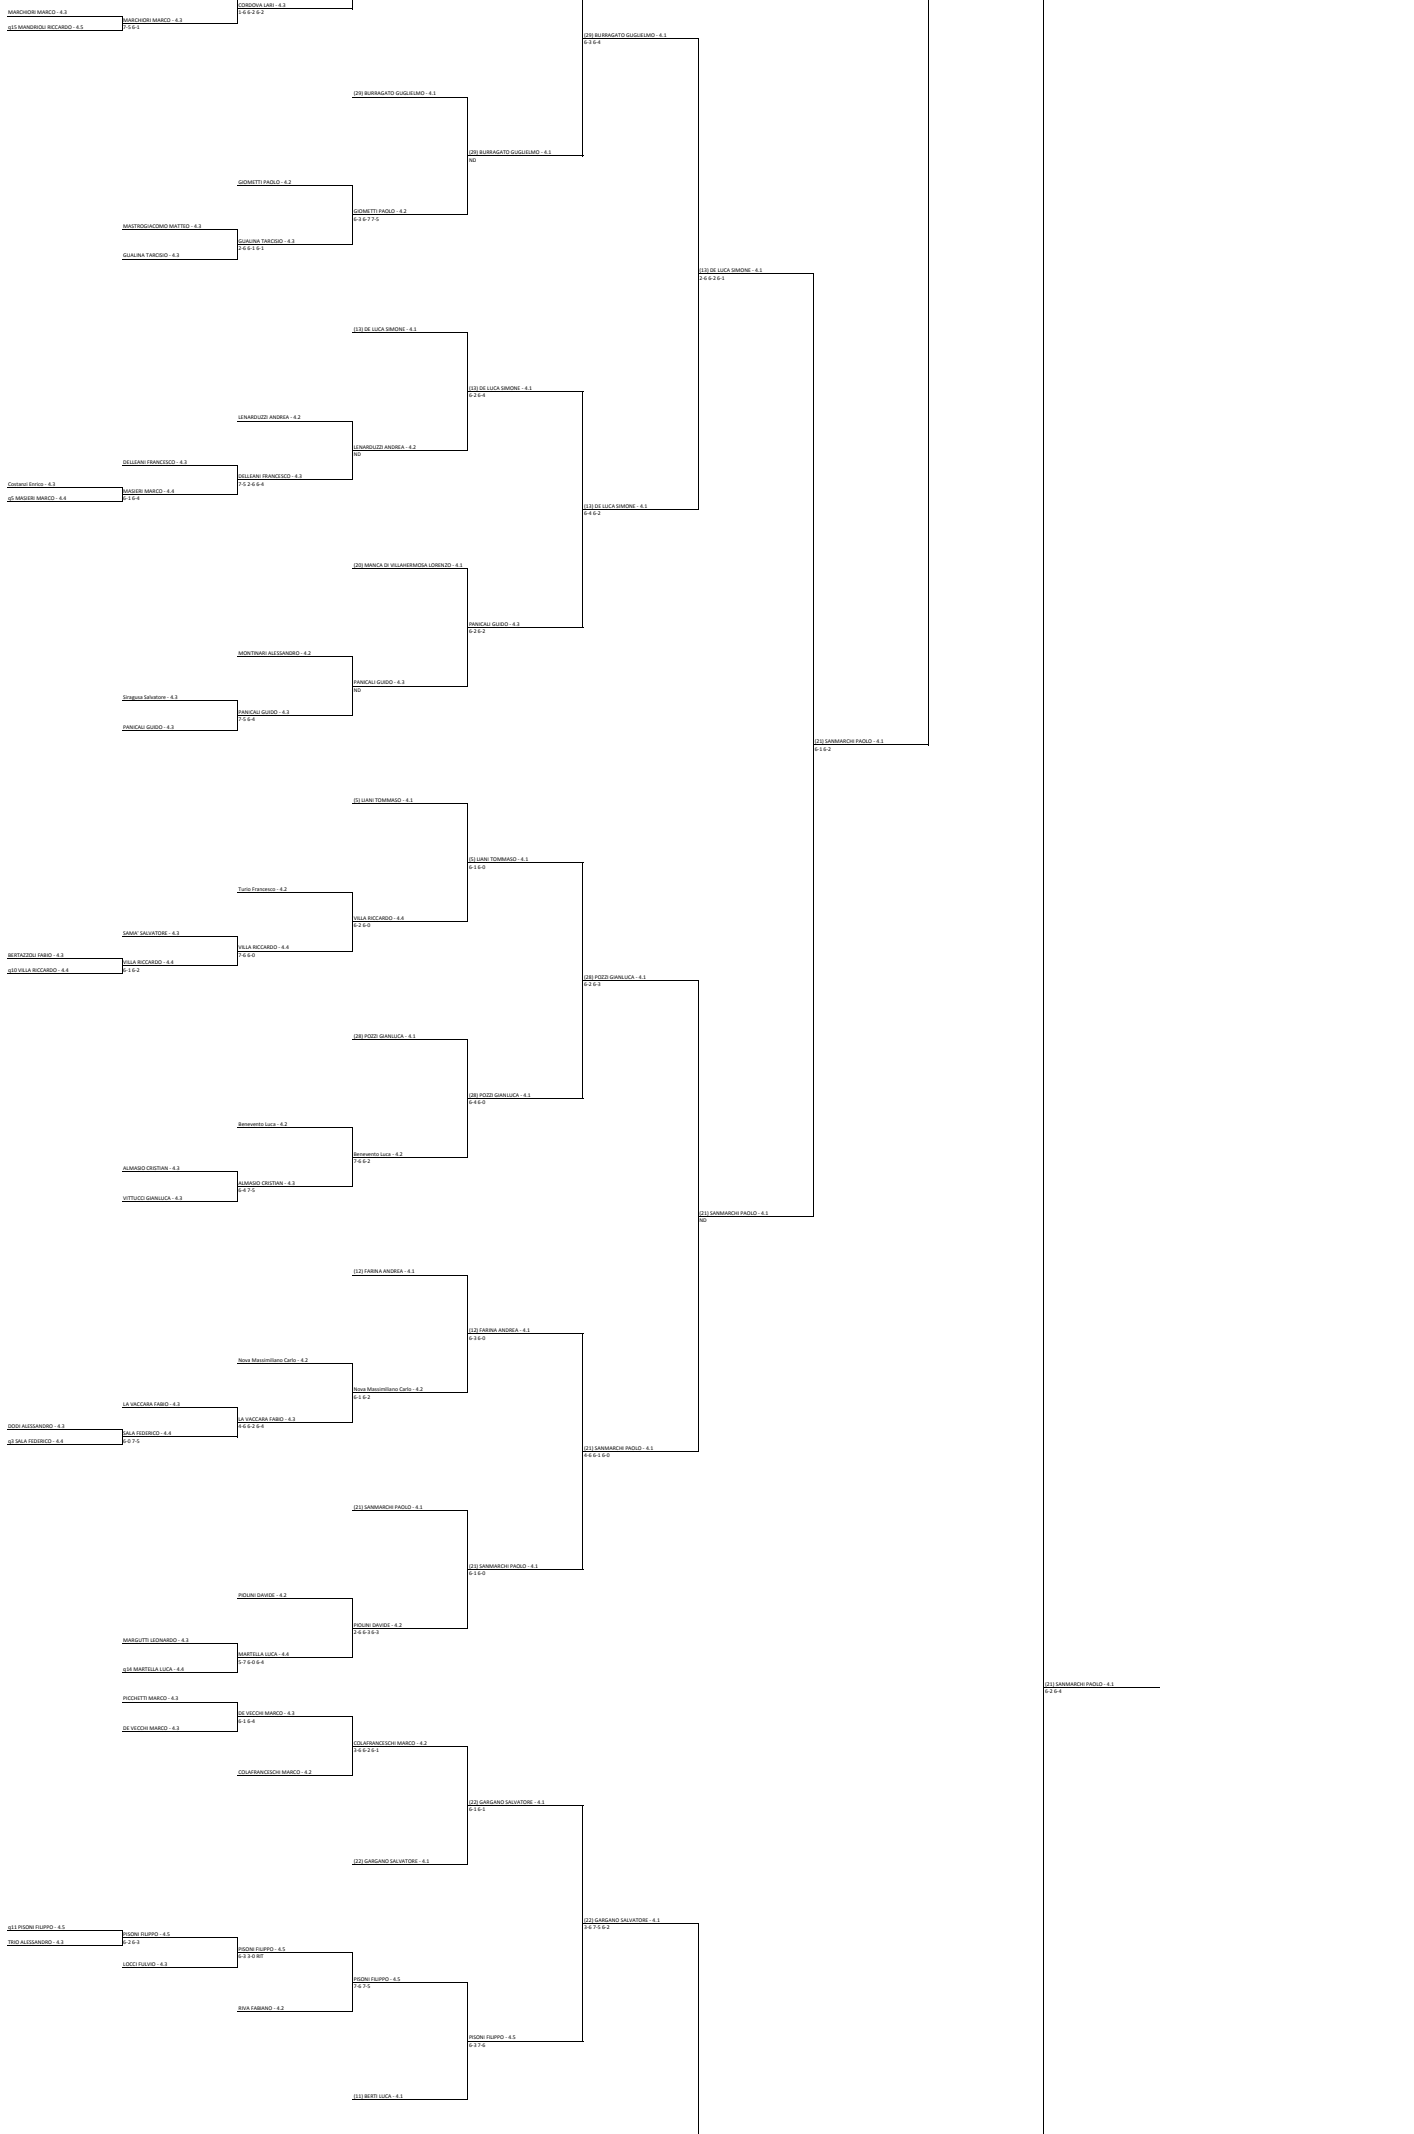 CORDOVA LARI - 4.3
1-6 6-2 6-2
MARCHIORI MARCO - 4.3
MARCHIORI MARCO - 4.3
7-5 6-1
q15 MANDRIOLI RICCARDO - 4.5
(29) BURRAGATO GUGLIELMO - 4.1
6-3 6-4
(29) BURRAGATO GUGLIELMO - 4.1
(29) BURRAGATO GUGLIELMO - 4.1
ND
GIOMETTI PAOLO - 4.2
GIOMETTI PAOLO - 4.2
6-3 6-7 7-5
MASTROGIACOMO MATTEO - 4.3
GUALINA TARCISIO - 4.3
2-6 6-1 6-1
GUALINA TARCISIO - 4.3
(13) DE LUCA SIMONE - 4.1
2-6 6-2 6-1
(13) DE LUCA SIMONE - 4.1
(13) DE LUCA SIMONE - 4.1
6-2 6-4
LENARDUZZI ANDREA - 4.2
LENARDUZZI ANDREA - 4.2
ND
DELLEANI FRANCESCO - 4.3
DELLEANI FRANCESCO - 4.3
7-5 2-6 6-4
Costanzi Enrico - 4.3
MASIERI MARCO - 4.4
6-1 6-4
q5 MASIERI MARCO - 4.4
(13) DE LUCA SIMONE - 4.1
6-4 6-2
(20) MANCA DI VILLAHERMOSA LORENZO - 4.1
PANICALI GUIDO - 4.3
6-2 6-2
MONTINARI ALESSANDRO - 4.2
PANICALI GUIDO - 4.3
ND
Siragusa Salvatore - 4.3
PANICALI GUIDO - 4.3
7-5 6-4
PANICALI GUIDO - 4.3
(21) SANMARCHI PAOLO - 4.1
6-1 6-2
(5) LIANI TOMMASO - 4.1
(5) LIANI TOMMASO - 4.1
6-1 6-0
Turio Francesco - 4.2
VILLA RICCARDO - 4.4
6-2 6-0
SAMA' SALVATORE - 4.3
VILLA RICCARDO - 4.4
7-6 6-0
BERTAZZOLI FABIO - 4.3
VILLA RICCARDO - 4.4
6-1 6-2
q10 VILLA RICCARDO - 4.4
(28) POZZI GIANLUCA - 4.1
6-2 6-3
(28) POZZI GIANLUCA - 4.1
(28) POZZI GIANLUCA - 4.1
6-4 6-0
Benevento Luca - 4.2
Benevento Luca - 4.2
7-6 6-2
ALMASIO CRISTIAN - 4.3
ALMASIO CRISTIAN - 4.3
6-4 7-5
VITTUCCI GIANLUCA - 4.3
(21) SANMARCHI PAOLO - 4.1
ND
(12) FARINA ANDREA - 4.1
(12) FARINA ANDREA - 4.1
6-3 6-0
Nova Massimiliano Carlo - 4.2
Nova Massimiliano Carlo - 4.2
6-1 6-2
LA VACCARA FABIO - 4.3
LA VACCARA FABIO - 4.3
4-6 6-2 6-4
DODI ALESSANDRO - 4.3
SALA FEDERICO - 4.4
6-0 7-5
q3 SALA FEDERICO - 4.4
(21) SANMARCHI PAOLO - 4.1
4-6 6-1 6-0
(21) SANMARCHI PAOLO - 4.1
(21) SANMARCHI PAOLO - 4.1
6-1 6-0
PIOLINI DAVIDE - 4.2
PIOLINI DAVIDE - 4.2
2-6 6-3 6-3
MARGUTTI LEONARDO - 4.3
MARTELLA LUCA - 4.4
5-7 6-0 6-4
q14 MARTELLA LUCA - 4.4
(21) SANMARCHI PAOLO - 4.1
6-2 6-4
PICCHETTI MARCO - 4.3
DE VECCHI MARCO - 4.3
6-1 6-4
DE VECCHI MARCO - 4.3
COLAFRANCESCHI MARCO - 4.2
3-6 6-2 6-1
COLAFRANCESCHI MARCO - 4.2
(22) GARGANO SALVATORE - 4.1
6-1 6-1
(22) GARGANO SALVATORE - 4.1
(22) GARGANO SALVATORE - 4.1
3-6 7-5 6-2
q11 PISONI FILIPPO - 4.5
PISONI FILIPPO - 4.5
6-2 6-3
TRIO ALESSANDRO - 4.3
PISONI FILIPPO - 4.5
6-3 3-0 RIT
LOCCI FULVIO - 4.3
PISONI FILIPPO - 4.5
7-6 7-5
RIVA FABIANO - 4.2
PISONI FILIPPO - 4.5
6-3 7-6
(11) BERTI LUCA - 4.1